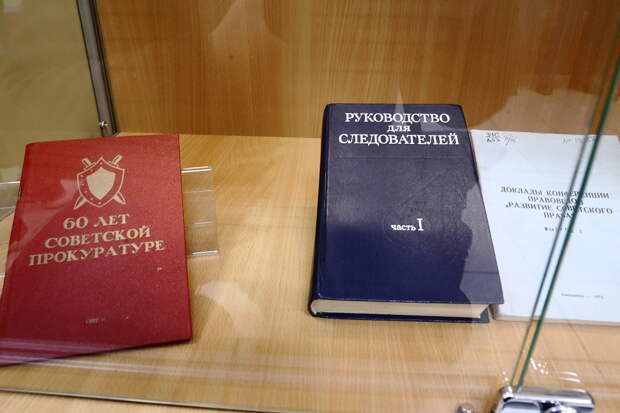 60 ЛЕТ
СОВЕТСКОЙ
ПРОКУРАТУРЕ
РУКОВОДСТВО
ДЛЯ
СЛЕДОВАТЕЛЕЙ
часть I
ДОКЛАДЫ КОНФЕРЕНЦИИ
ПРАВОВЕДОВ
"РАЗВИТИЕ СОВЕТСКОГО
ПРАВА"